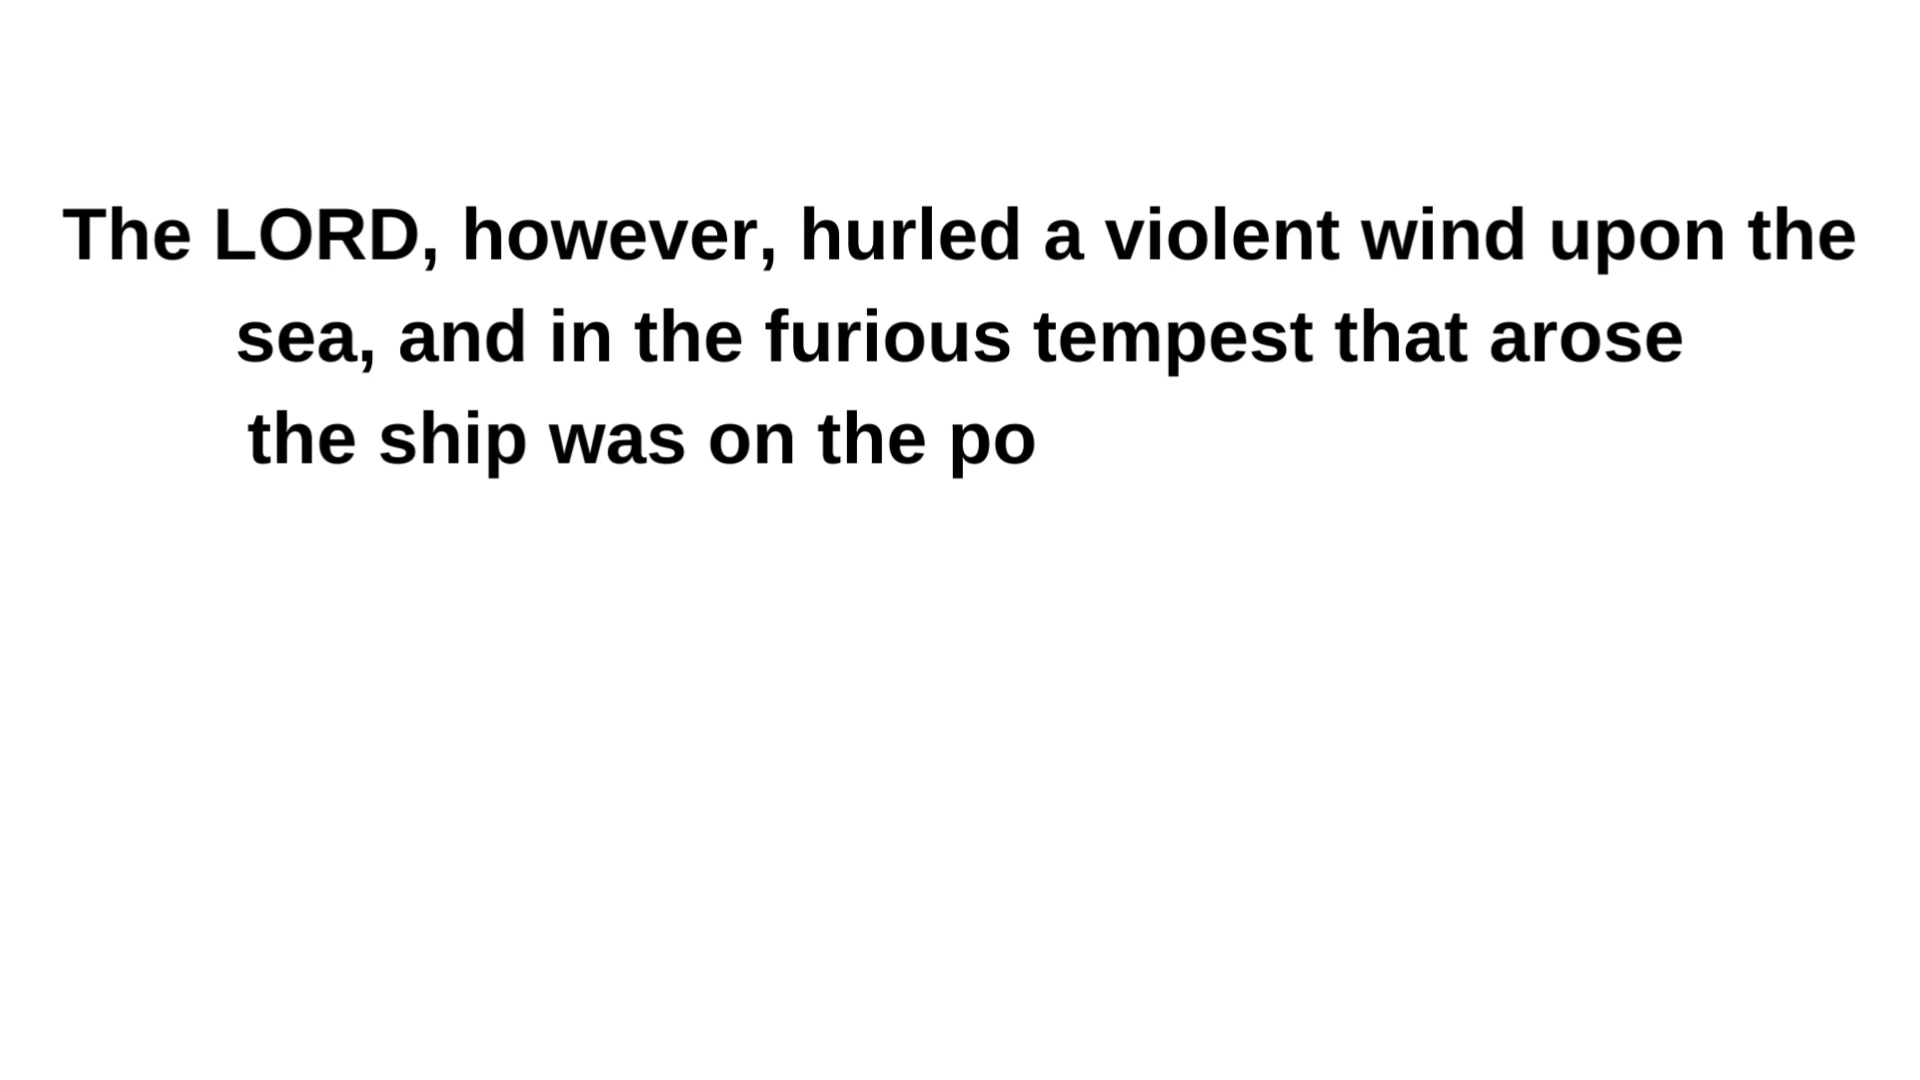 The LORD, however, hurled a violent wind upon the
sea, and in the furious tempest that arose
the ship was on the po